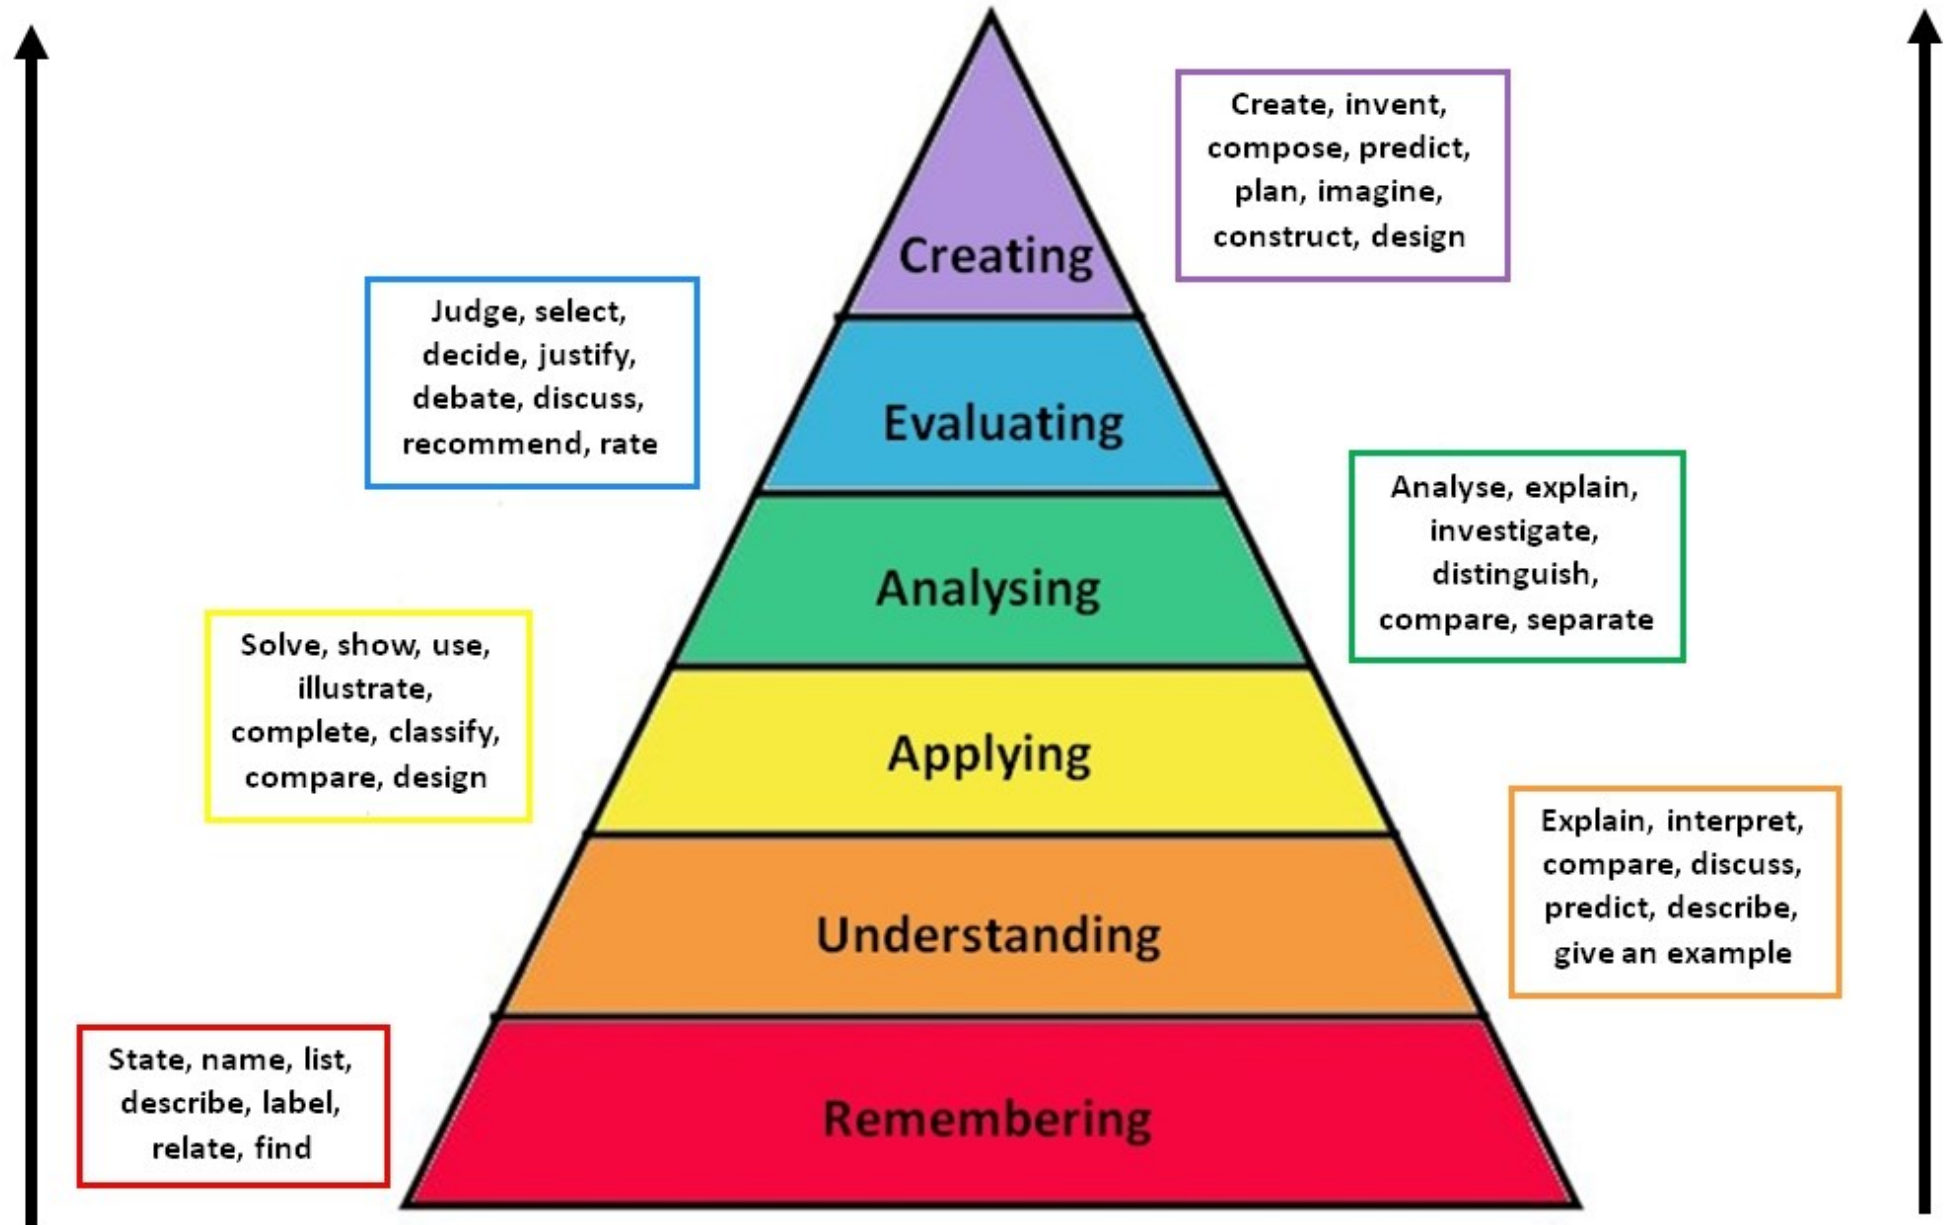 Create, invent,
compose, predict,
plan, imagine,
construct, design
Creating
Judge, select,
decide, justify,
debate, discuss,
recommend, rate
Evaluating
Analyse, explain,
investigate,
distinguish,
compare, separate
Analysing
Solve, show, use,
illustrate,
complete, classify,
compare, design
Applying
Explain, interpret,
compare, discuss,
predict, describe,
give an example
Understanding
State, name, list,
describe, label,
relate, find
Remembering